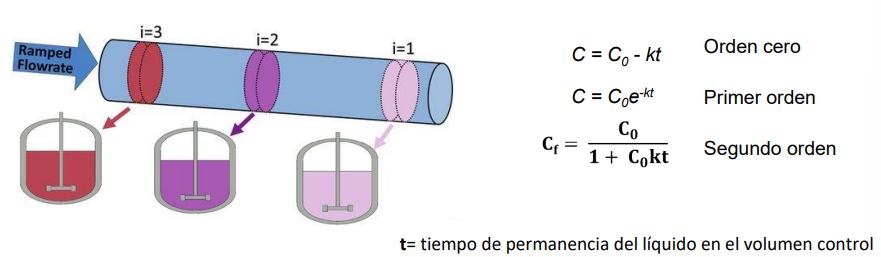 Ramped
Flowrate
i=3
i=2
i=1
C = C₀ - kt Orden cero
C = C₀e⁻ᵏᵗ Primer orden
C_f = C₀ / (1 + C₀kt) Segundo orden
t= tiempo de permanencia del líquido en el volumen control